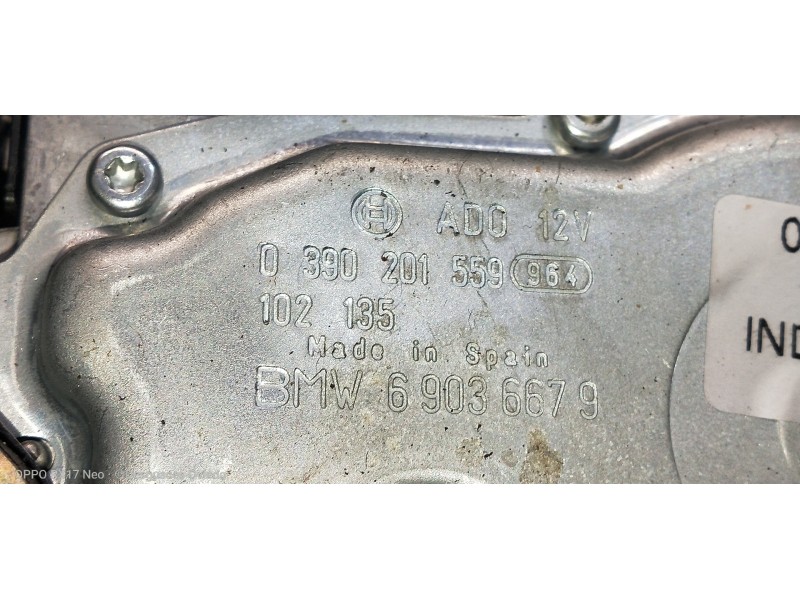 ADO 12V
0 390 201 559 964
102 135
Made in Spain
BMW 6 903 667 9
0
IND
OPPO 17 Neo